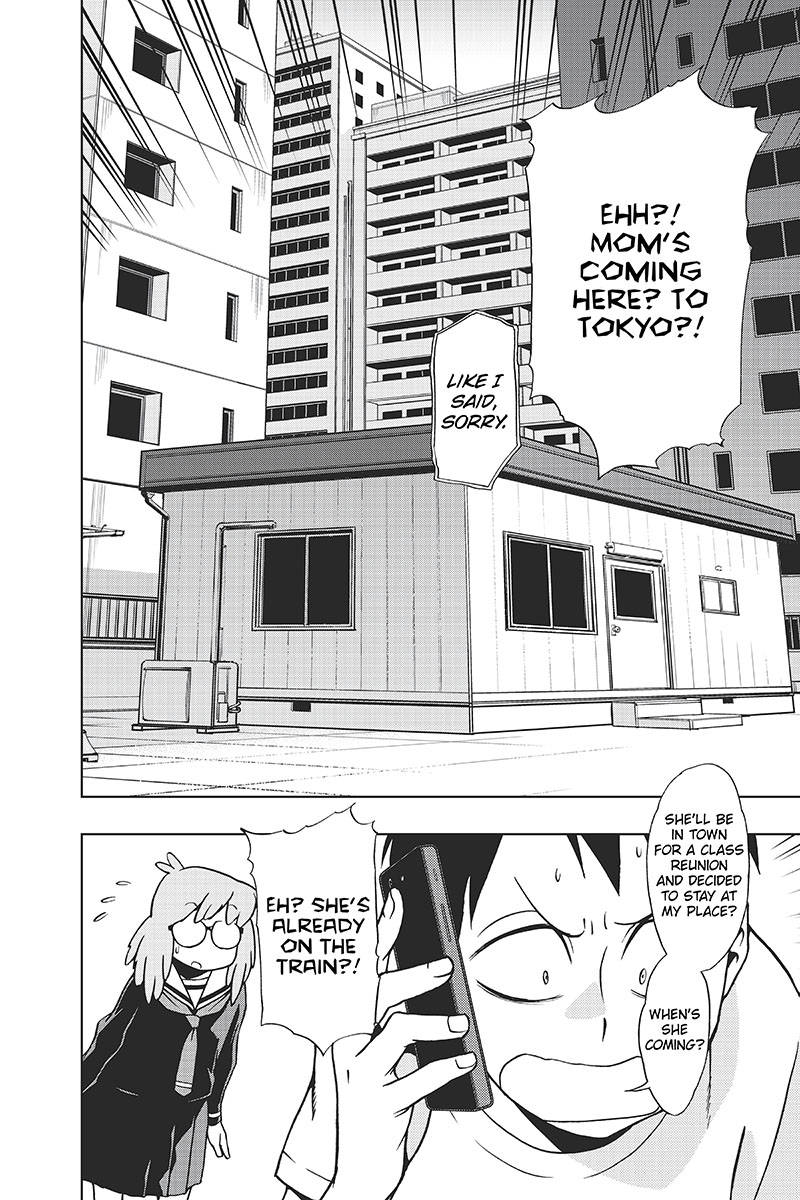 EHH?!
MOM'S
COMING
HERE? TO
TOKYO?!
LIKE I
SAID,
SORRY.
SHE'LL BE
IN TOWN
FOR A CLASS
REUNION
AND DECIDED
TO STAY AT
MY PLACE?
WHEN'S
SHE
COMING?
EH? SHE'S
ALREADY
ON THE
TRAIN?!